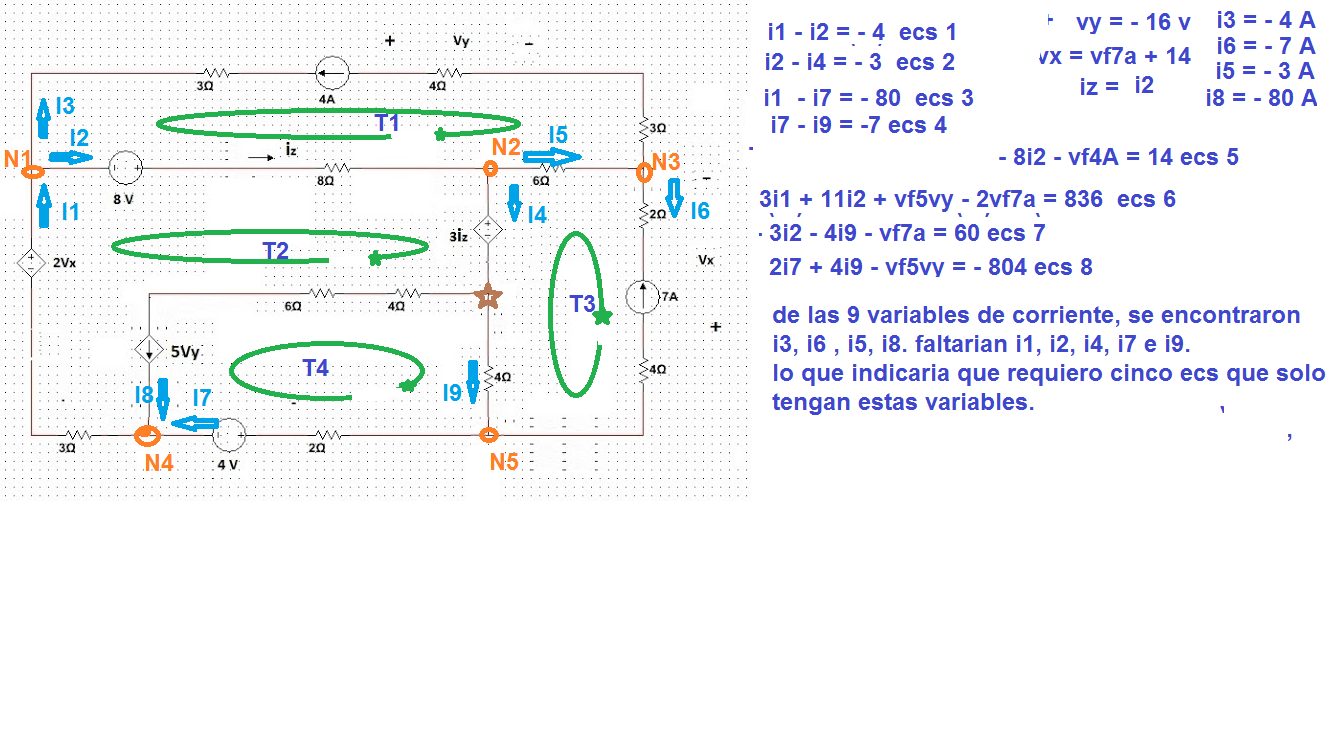 + Vy -
3Ω
4A
4Ω
I3
T1
3Ω
I2
iz
N1
N2
I5
N3
8 V
8Ω
6Ω
I1
I4
2Ω
I6
3iz
2Vx
T2
Vx
6Ω
4Ω
T3
7A
+
5Vy
T4
I8
I7
I9
4Ω
4Ω
3Ω
N4
4 V
2Ω
N5
i1 - i2 = - 4 ecs 1
i2 - i4 = - 3 ecs 2
i1 - i7 = - 80 ecs 3
i7 - i9 = -7 ecs 4
vy = - 16 v
vx = vf7a + 14
iz = i2
i3 = - 4 A
i6 = - 7 A
i5 = - 3 A
i8 = - 80 A
- 8i2 - vf4A = 14 ecs 5
3i1 + 11i2 + vf5vy - 2vf7a = 836 ecs 6
- 3i2 - 4i9 - vf7a = 60 ecs 7
2i7 + 4i9 - vf5vy = - 804 ecs 8
de las 9 variables de corriente, se encontraron
i3, i6 , i5, i8. faltarian i1, i2, i4, i7 e i9.
lo que indicaria que requiero cinco ecs que solo
tengan estas variables.